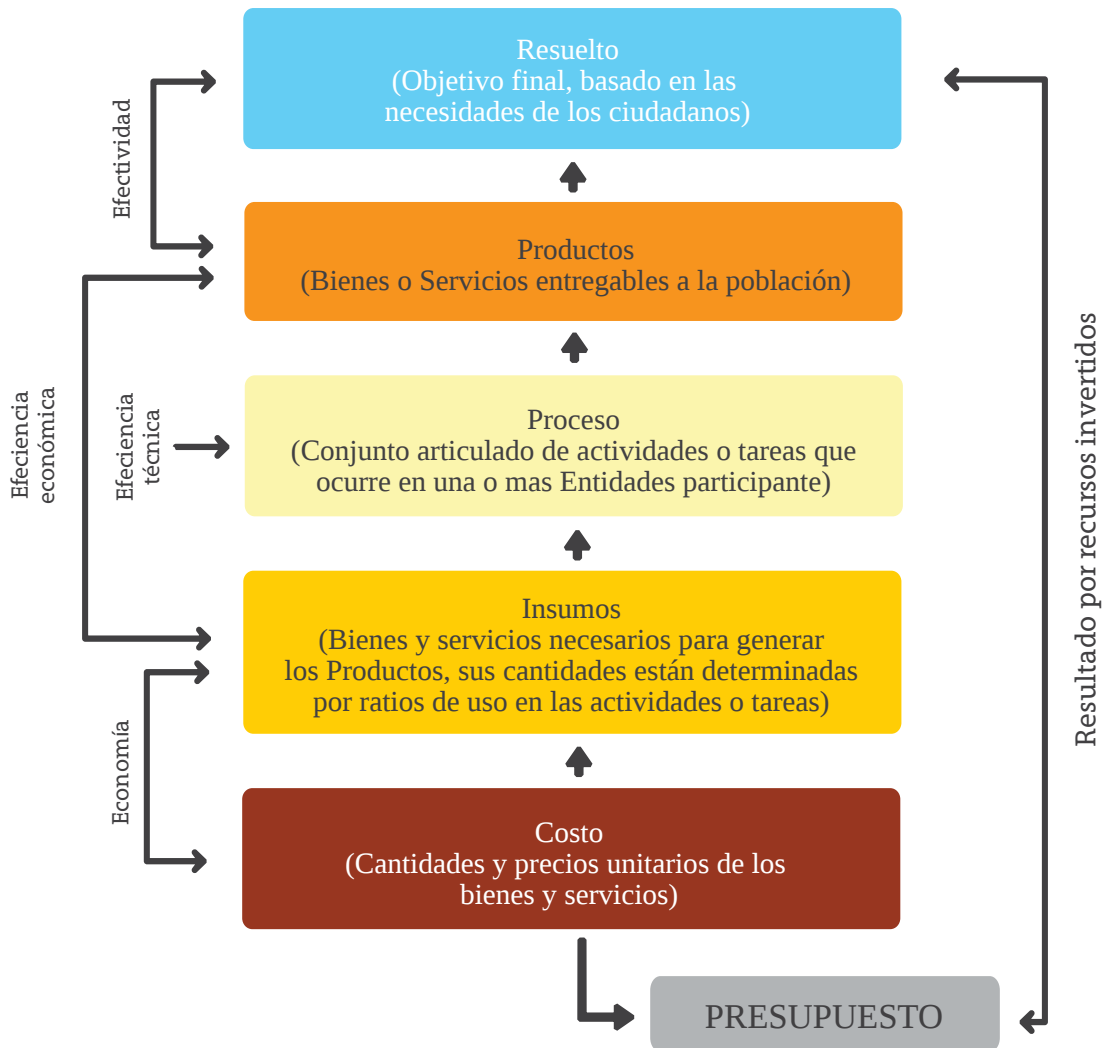 Resuelto
(Objetivo final, basado en las
necesidades de los ciudadanos)
Efectividad
Productos
(Bienes o Servicios entregables a la población)
Efeciencia
económica
Efeciencia
técnica
Proceso
(Conjunto articulado de actividades o tareas que
ocurre en una o mas Entidades participante)
Resultado por recursos invertidos
Insumos
(Bienes y servicios necesarios para generar
los Productos, sus cantidades están determinadas
por ratios de uso en las actividades o tareas)
Economía
Costo
(Cantidades y precios unitarios de los
bienes y servicios)
PRESUPUESTO